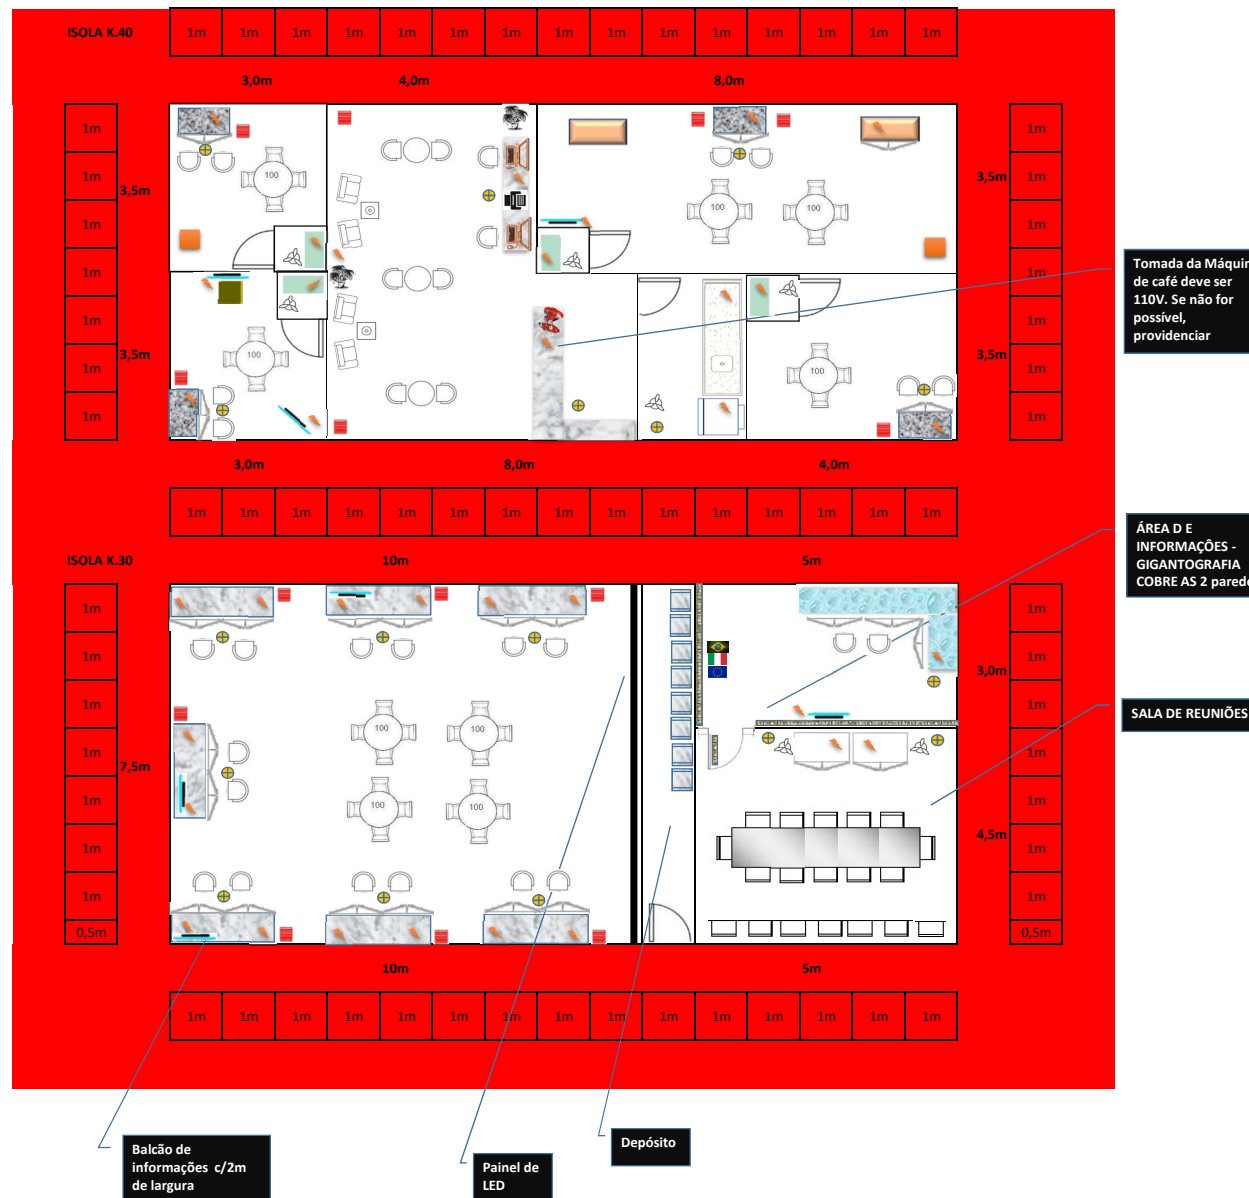 ISOLA K.40
1m 1m 1m 1m 1m 1m 1m 1m 1m 1m 1m 1m 1m 1m 1m
3,0m 4,0m 8,0m
1m 1m
1m 3,5m 100 100 100 3,5m 1m
1m 1m
1m 1m
1m 1m
1m 3,5m 100 100 3,5m 1m
1m 1m
Tomada da Máquin
de café deve ser
110V. Se não for
possível,
providenciar
3,0m 8,0m 4,0m
1m 1m 1m 1m 1m 1m 1m 1m 1m 1m 1m 1m 1m 1m 1m
ÁREA D E
INFORMAÇÔES -
GIGANTOGRAFIA
COBRE AS 2 parede
ISOLA K.30 10m 5m
1m 1m
1m 3,0m 1m
1m 1m
SALA DE REUNIÕES
1m 100 100 1m
7,5m
1m 100 100 1m
1m 4,5m 1m
1m 1m
0,5m 0,5m
10m 5m
1m 1m 1m 1m 1m 1m 1m 1m 1m 1m 1m 1m 1m 1m 1m
Balcão de
informações c/2m
de largura
Painel de
LED
Depósito